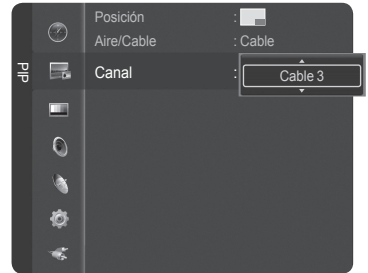 PIP
Posición :
Aire/Cable : Cable
Canal : Cable 3